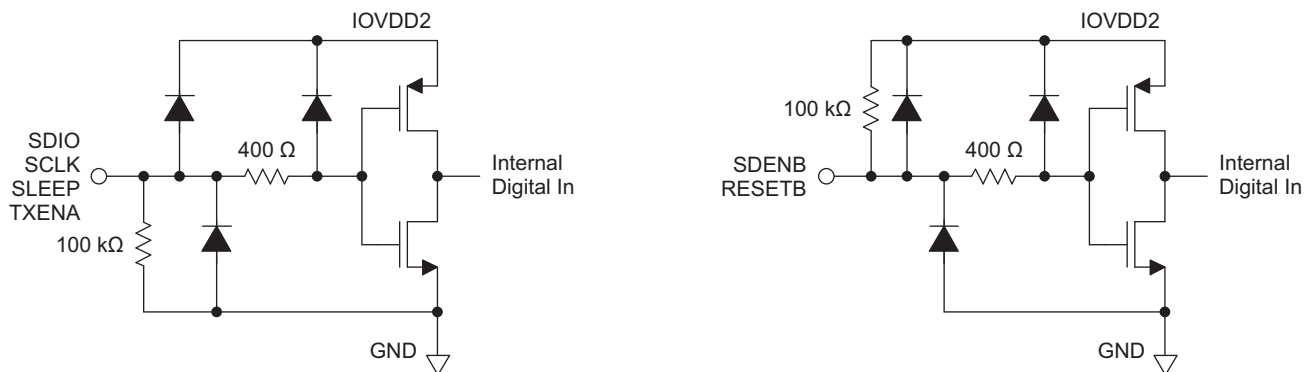 IOVDD2
SDIO
SCLK
SLEEP
TXENA
400 Ω
100 kΩ
Internal
Digital In
GND
IOVDD2
100 kΩ
400 Ω
SDENB
RESETB
Internal
Digital In
GND